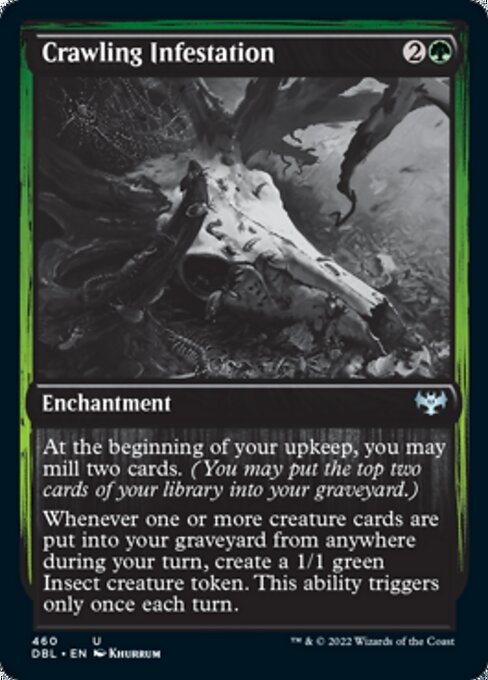 Crawling Infestation 2
Enchantment
At the beginning of your upkeep, you may
mill two cards. (You may put the top two
cards of your library into your graveyard.)
Whenever one or more creature cards are
put into your graveyard from anywhere
during your turn, create a 1/1 green
Insect creature token. This ability triggers
only once each turn.
460 U
DBL • EN Khurrum
™ & © 2022 Wizards of the Coast